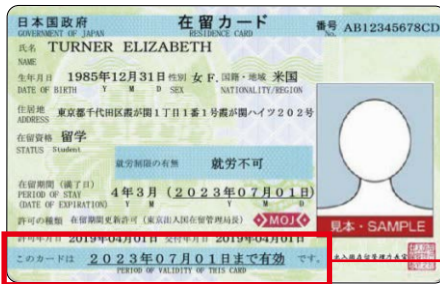 日本国政府 在留カード 番号 AB12345678CD
GOVERNMENT OF JAPAN RESIDENCE CARD No.
氏名 TURNER ELIZABETH
NAME
生年月日 1985年12月31日 性別 女 F. 国籍・地域 米国
DATE OF BIRTH Y M D SEX NATIONALITY/REGION
住居地 東京都千代田区霞が関1丁目1番1号霞が関ハイツ202号
ADDRESS
在留資格 留学
STATUS Student
就労制限の有無 就労不可
在留期間(満了日) 4年3月(2023年07月01日)
PERIOD OF STAY
(DATE OF EXPIRATION) Y M Y M D
許可の種類 在留期間更新許可(東京出入国在留管理局長) MOJ
見本・SAMPLE
許可年月日 2019年04月01日 交付年月日 2019年04月01日
このカードは 2023年07月01日まで有効 です。
PERIOD OF VALIDITY OF THIS CARD